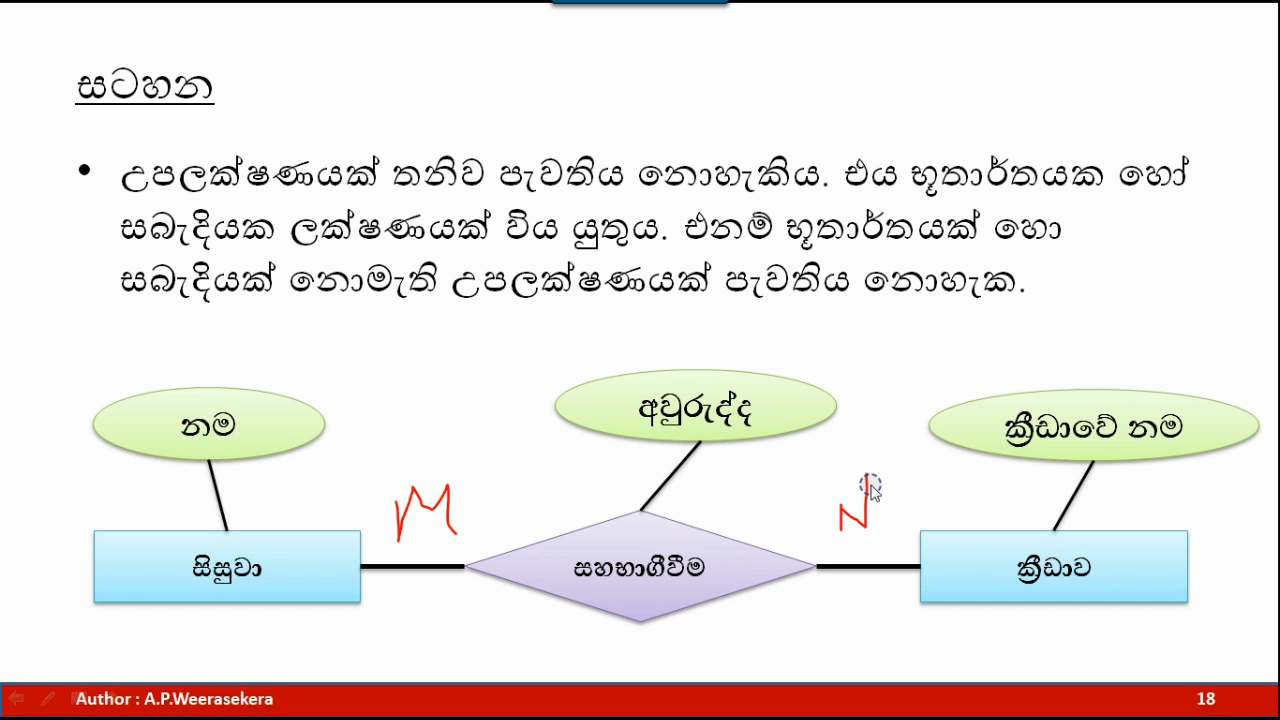 සටහන
• උපලක්ෂණයක් තනිව පැවතිය නොහැකිය. එය භූතාර්තයක හෝ
සබැදියක ලක්ෂණයක් විය යුතුය. එනම් භූතාර්තයක් හො
සබැදියක් නොමැති උපලක්ෂණයක් පැවතිය නොහැක.
නම
අවුරුද්ද
ක්‍රීඩාවේ නම
M
N
සිසුවා
සහභාගීවීම
ක්‍රීඩාව
Author : A.P.Weerasekera
18